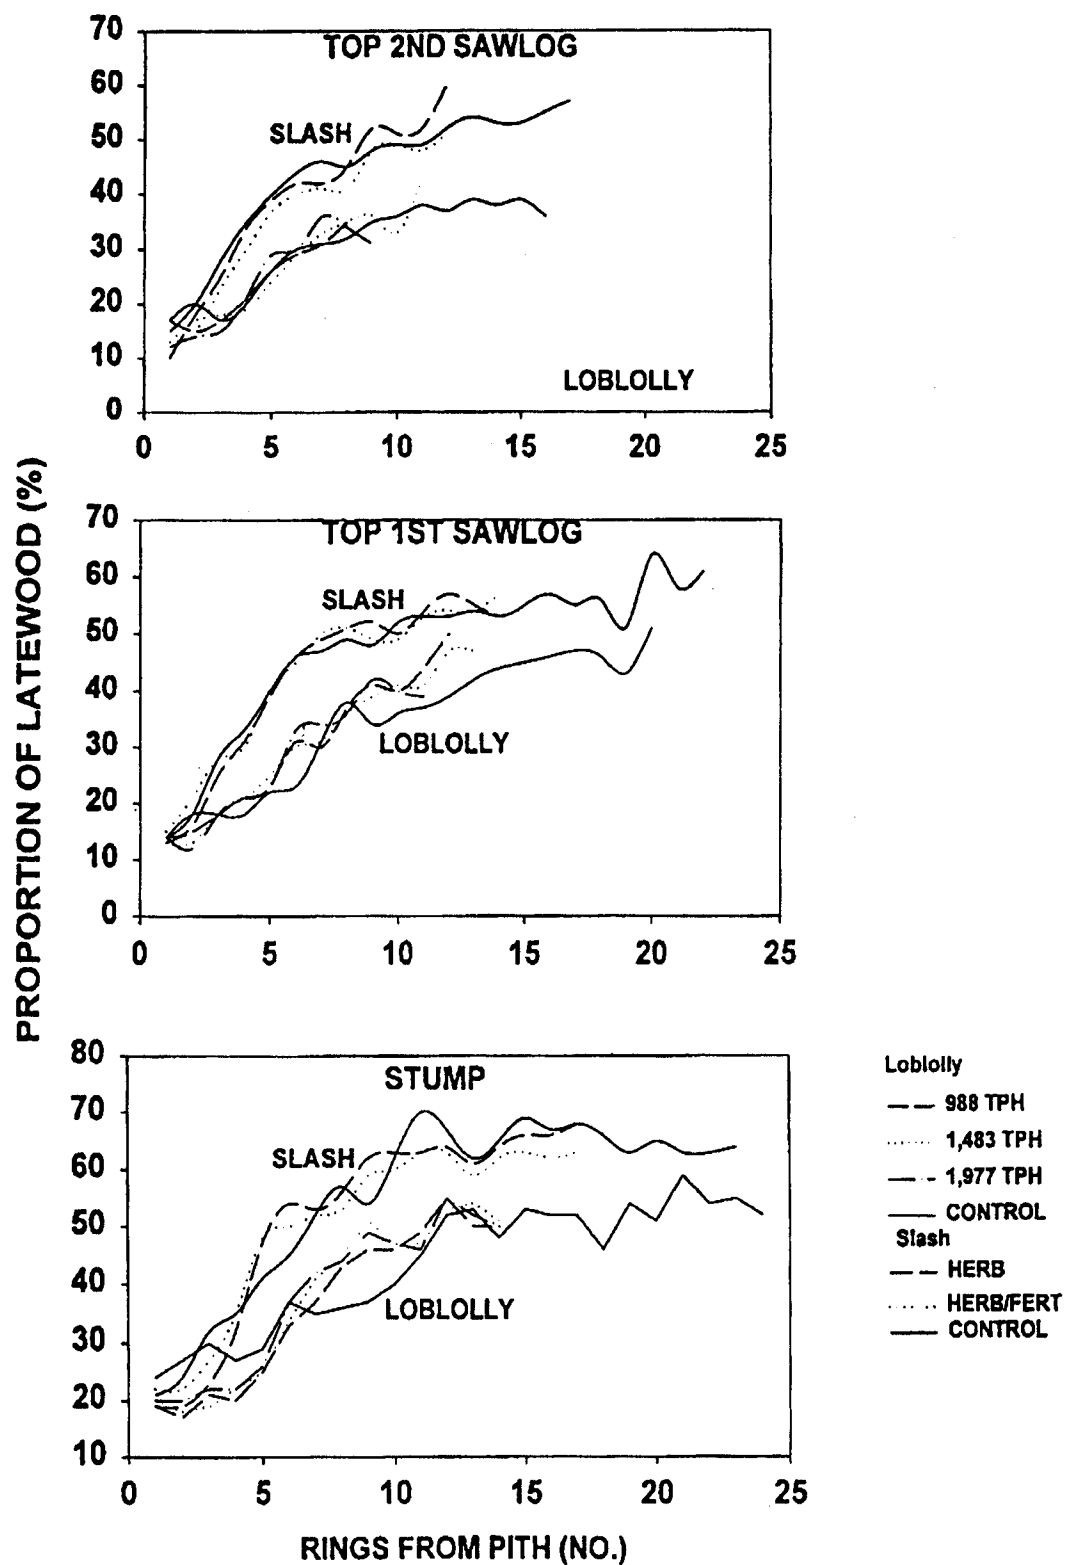 70
TOP 2ND SAWLOG
60
SLASH
50
40
30
20
10
LOBLOLLY
0
0 5 10 15 20 25
PROPORTION OF LATEWOOD (%)
70
TOP 1ST SAWLOG
60
SLASH
50
40
30
LOBLOLLY
20
10
0
0 5 10 15 20 25
80
STUMP
70
60
SLASH
50
40
LOBLOLLY
30
20
10
0 5 10 15 20 25
RINGS FROM PITH (NO.)
Loblolly
988 TPH
1,483 TPH
1,977 TPH
CONTROL
Slash
HERB
HERB/FERT
CONTROL